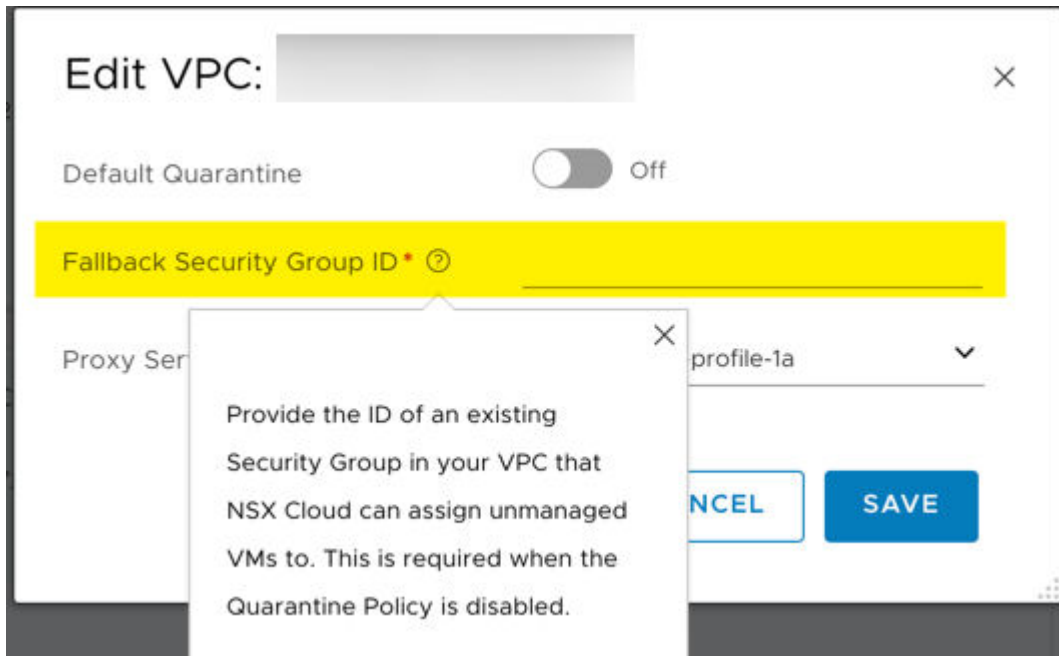 Edit VPC:
Default Quarantine Off
Fallback Security Group ID*
Proxy Ser profile-1a
Provide the ID of an existing
Security Group in your VPC that
NSX Cloud can assign unmanaged
VMs to. This is required when the
Quarantine Policy is disabled.
NCEL SAVE